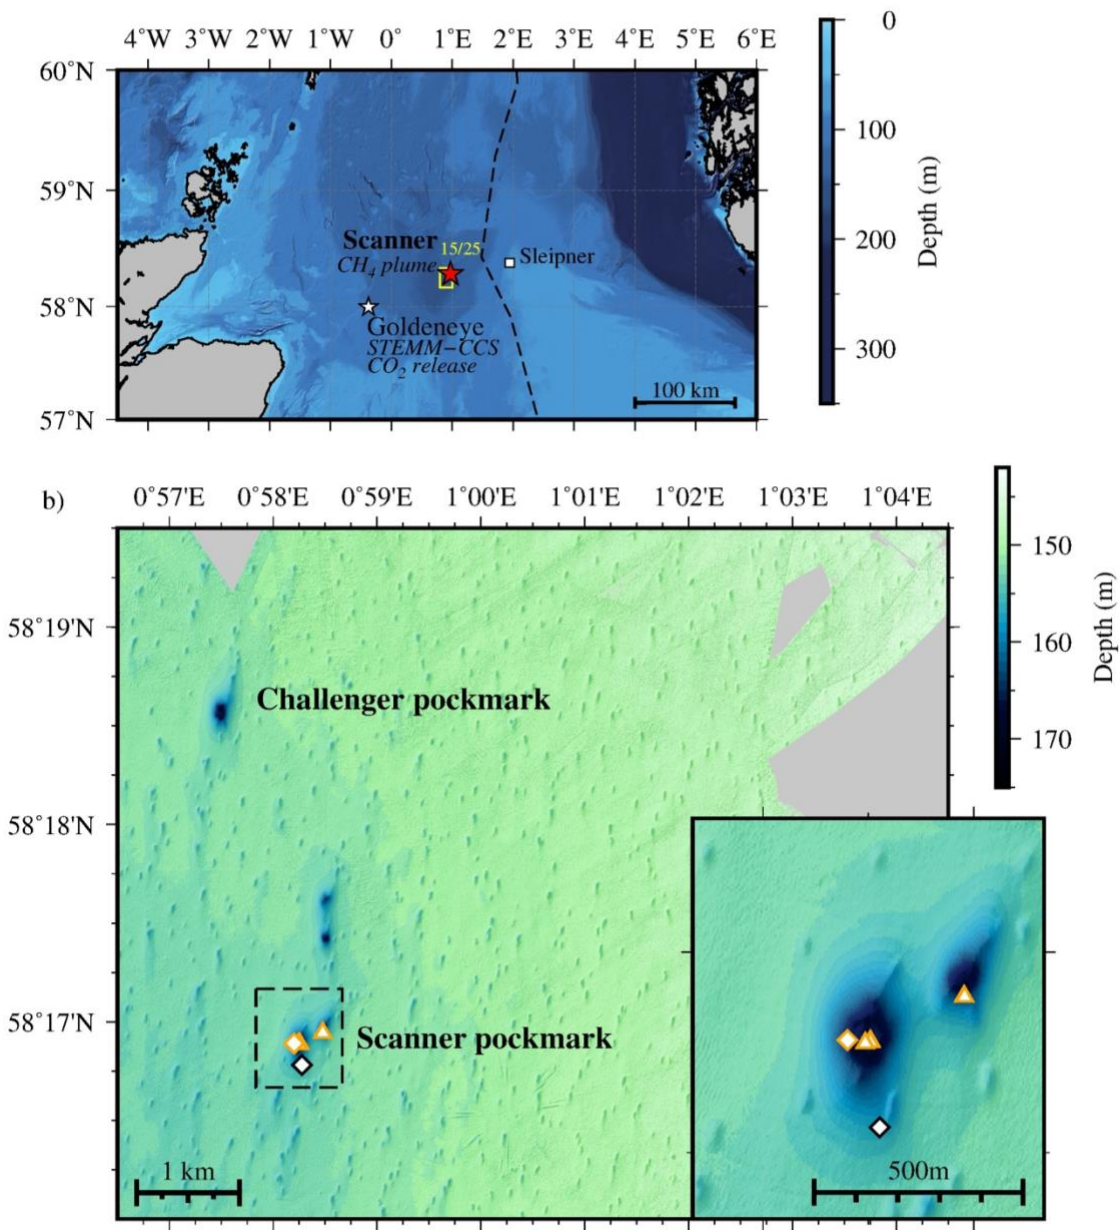 4°W 3°W 2°W 1°W 0° 1°E 2°E 3°E 4°E 5°E 6°E
60°N
59°N
58°N
57°N
Scanner
15/25
CH₄ plume
Sleipner
Goldeneye
STEMM−CCS
CO₂ release
100 km
0
100
200
300
Depth (m)
b)
0°57'E 0°58'E 0°59'E 1°00'E 1°01'E 1°02'E 1°03'E 1°04'E
58°19'N
58°18'N
58°17'N
Challenger pockmark
Scanner pockmark
1 km
500m
150
160
170
Depth (m)